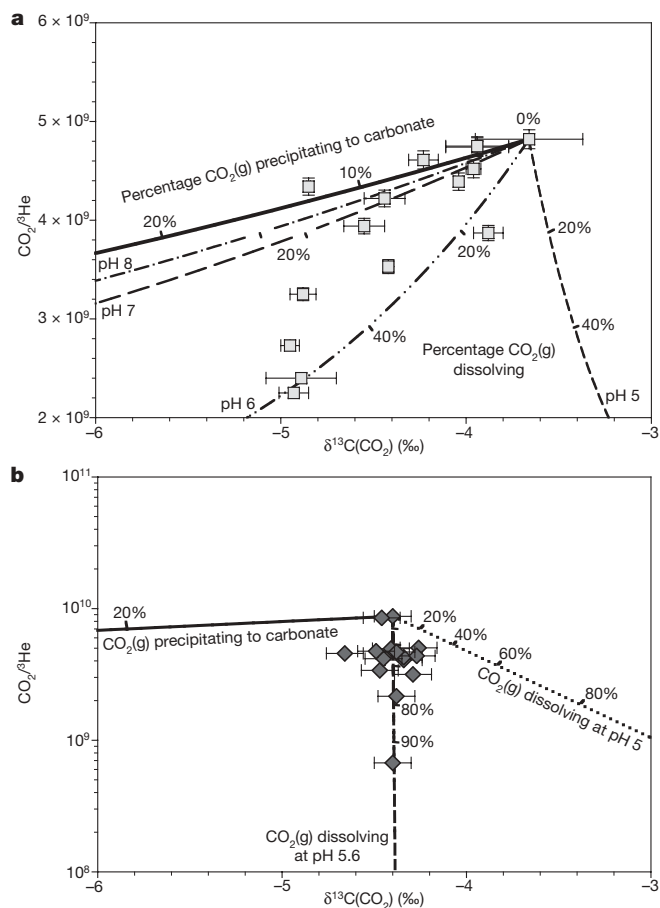 a
6 × 10⁹
5 × 10⁹
4 × 10⁹
3 × 10⁹
2 × 10⁹
CO₂/³He
Percentage CO₂(g) precipitating to carbonate
0%
10%
20%
pH 8
pH 7
20%
20%
20%
40%
40%
Percentage CO₂(g)
dissolving
pH 6
pH 5
–6
–5
–4
–3
δ¹³C(CO₂) (‰)
b
10¹¹
10¹⁰
10⁹
10⁸
CO₂/³He
20%
CO₂(g) precipitating to carbonate
20%
40%
60%
80%
CO₂(g) dissolving at pH 5
80%
90%
CO₂(g) dissolving
at pH 5.6
–6
–5
–4
–3
δ¹³C(CO₂) (‰)